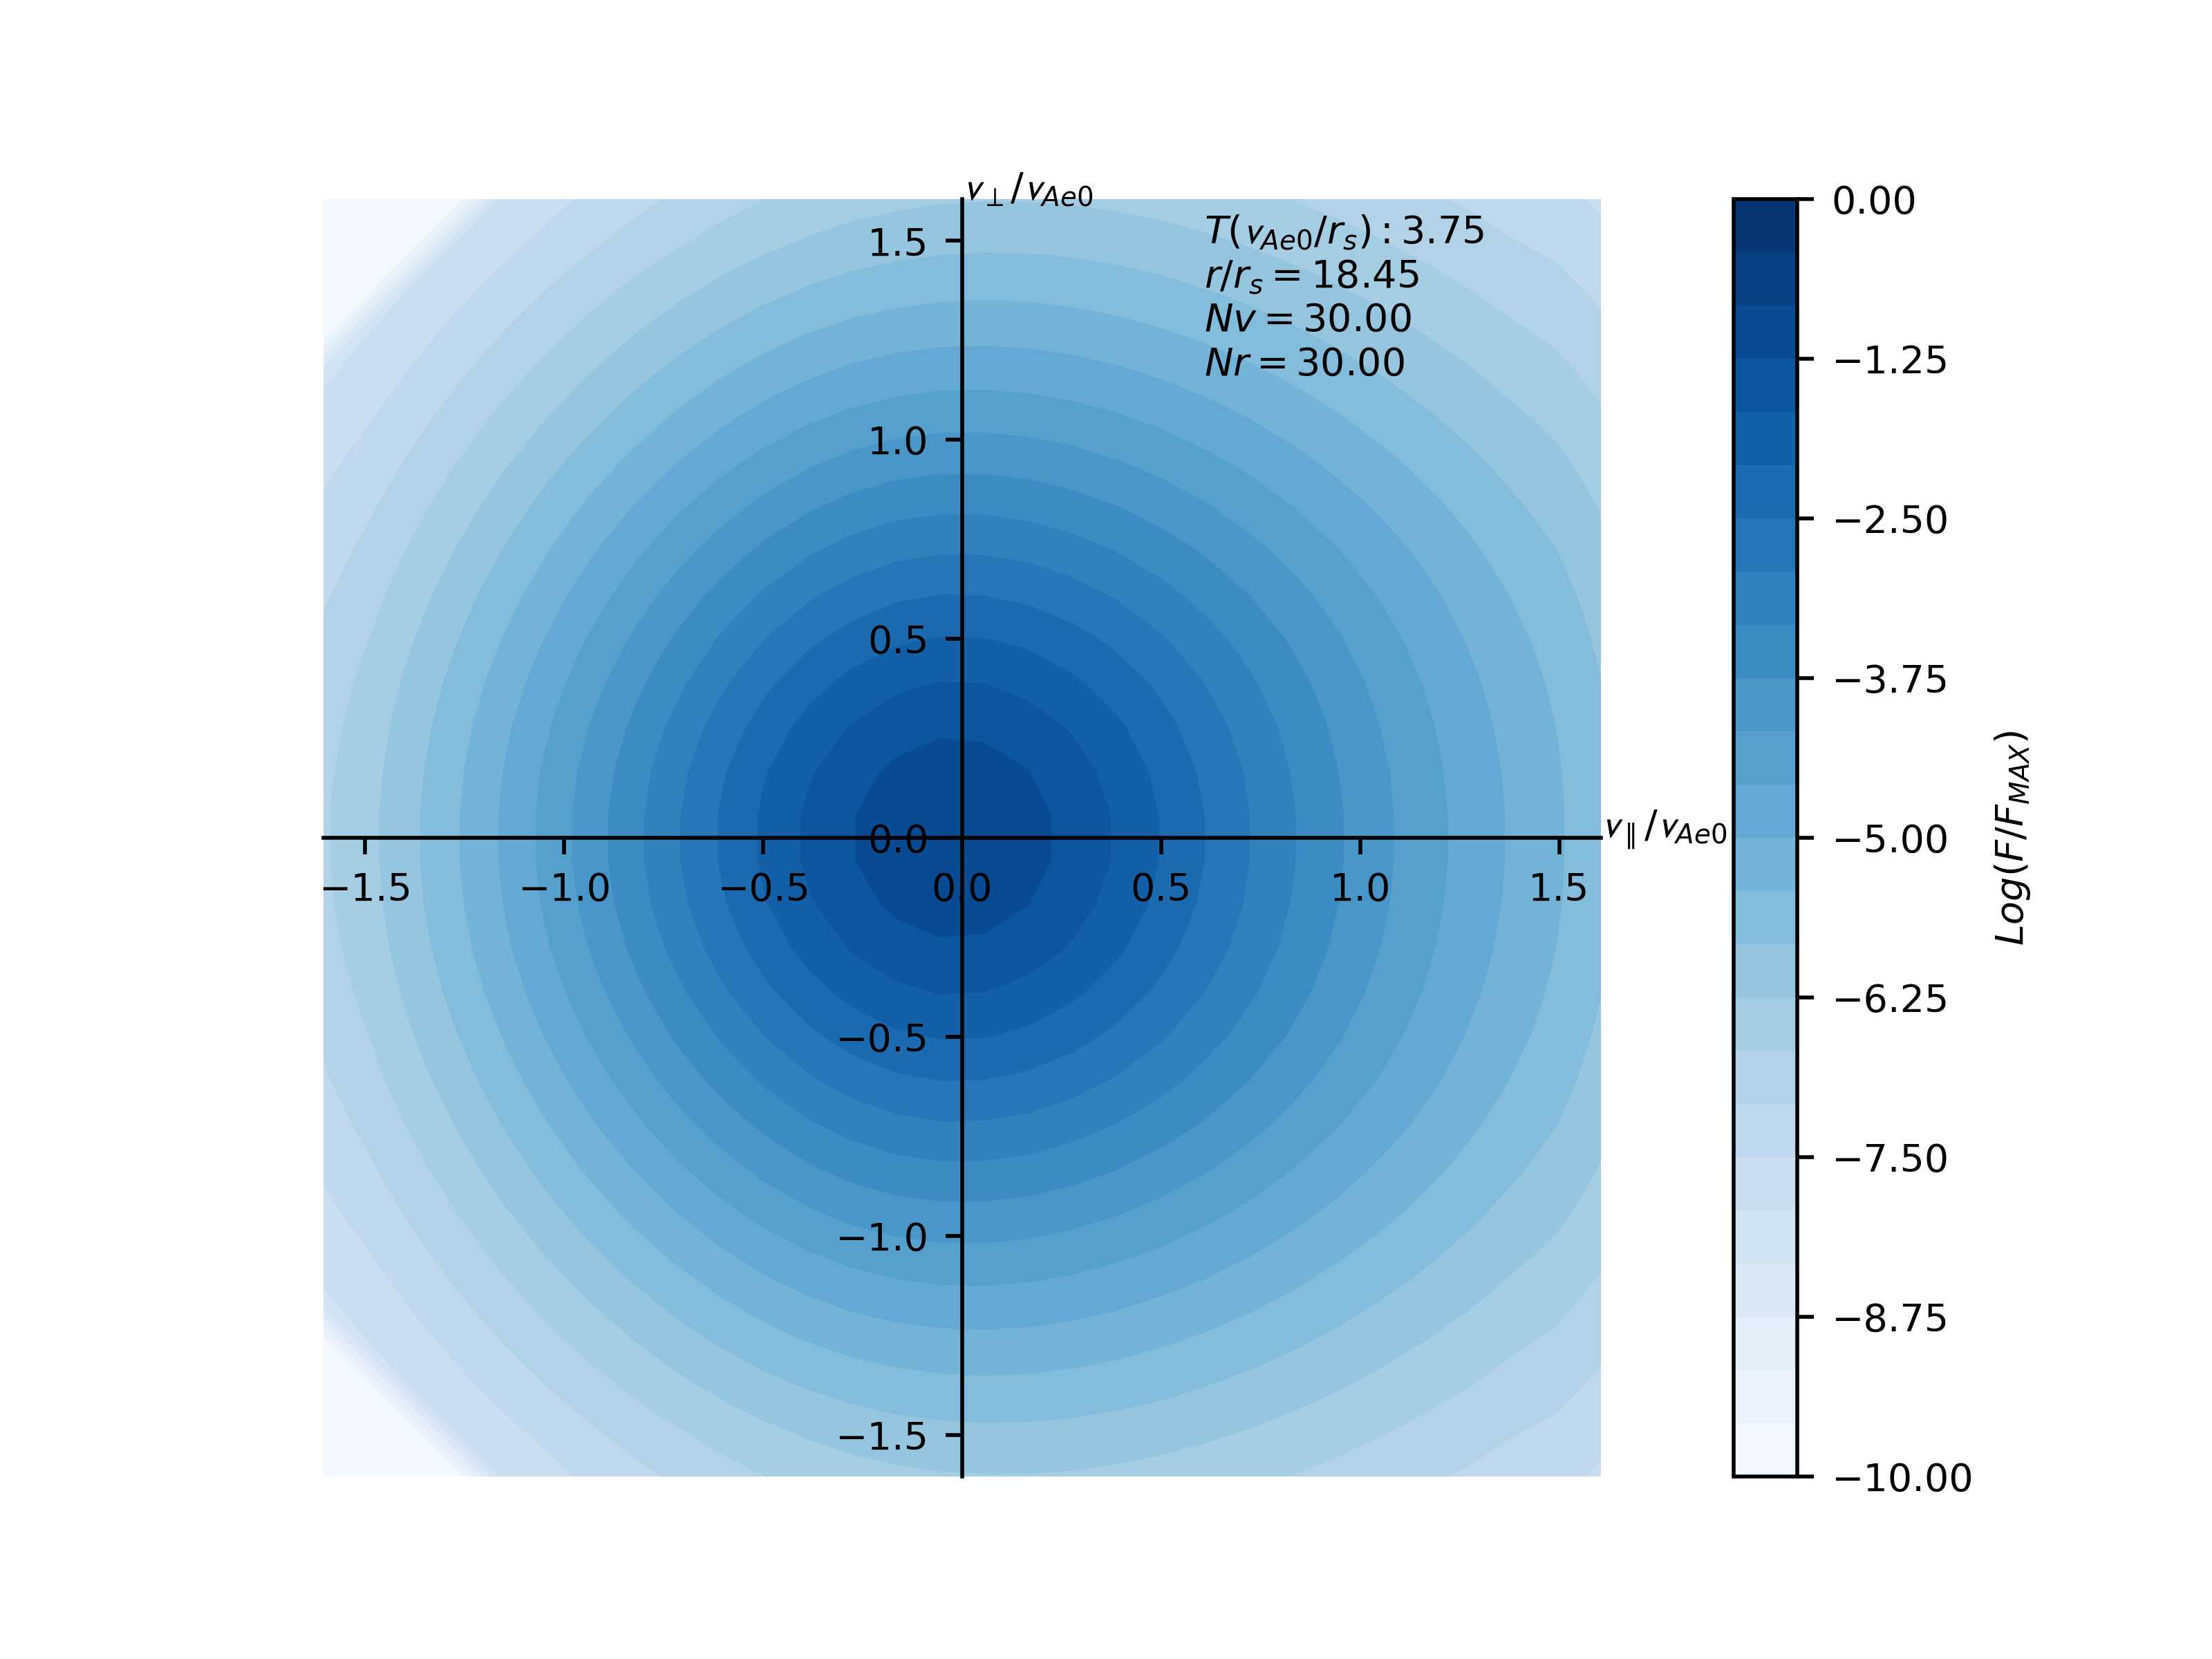 v⊥/vAe0
T(vAe0/rs) : 3.75
r/rs = 18.45
Nv = 30.00
Nr = 30.00
1.5
1.0
0.5
0.0
−0.5
−1.0
−1.5
−1.5 −1.0 −0.5 0.0 0.5 1.0 1.5
v∥/vAe0
0.00
−1.25
−2.50
−3.75
−5.00
−6.25
−7.50
−8.75
−10.00
Log(F/FMAX)